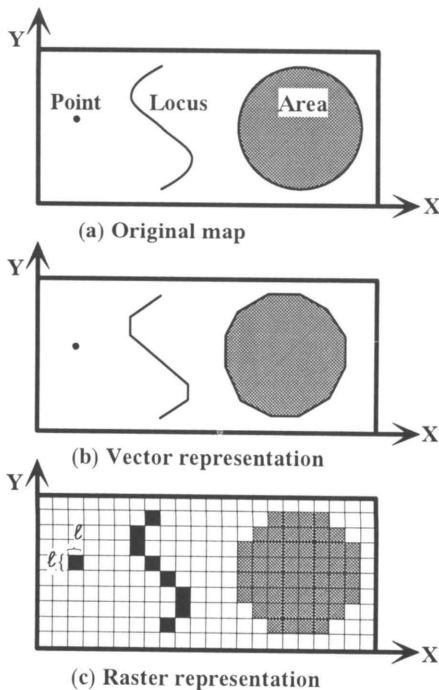 Y
Point Locus Area
X
(a) Original map
Y
X
(b) Vector representation
Y
ℓ
ℓ{
X
(c) Raster representation